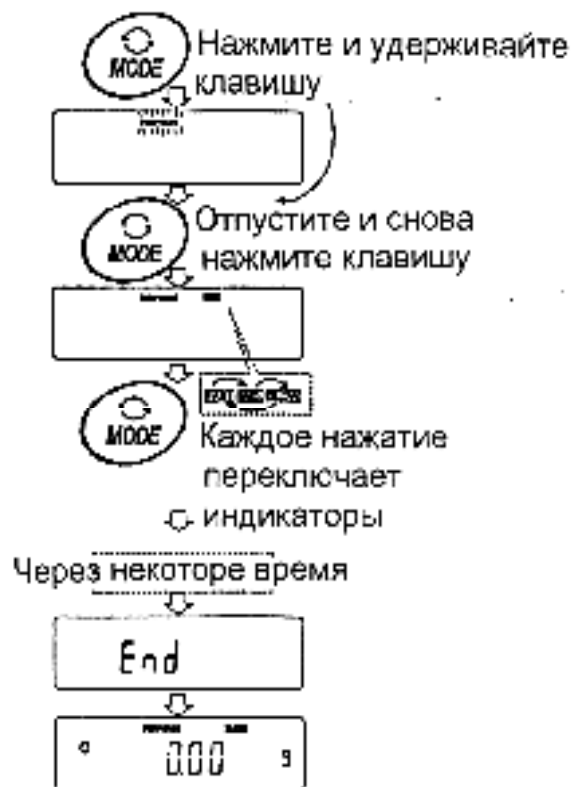 MODE
Нажмите и удерживайте
клавишу
MODE
Отпустите и снова
нажмите клавишу
MODE
Каждое нажатие
переключает
индикаторы
Через некоторе время
End
0.00 g